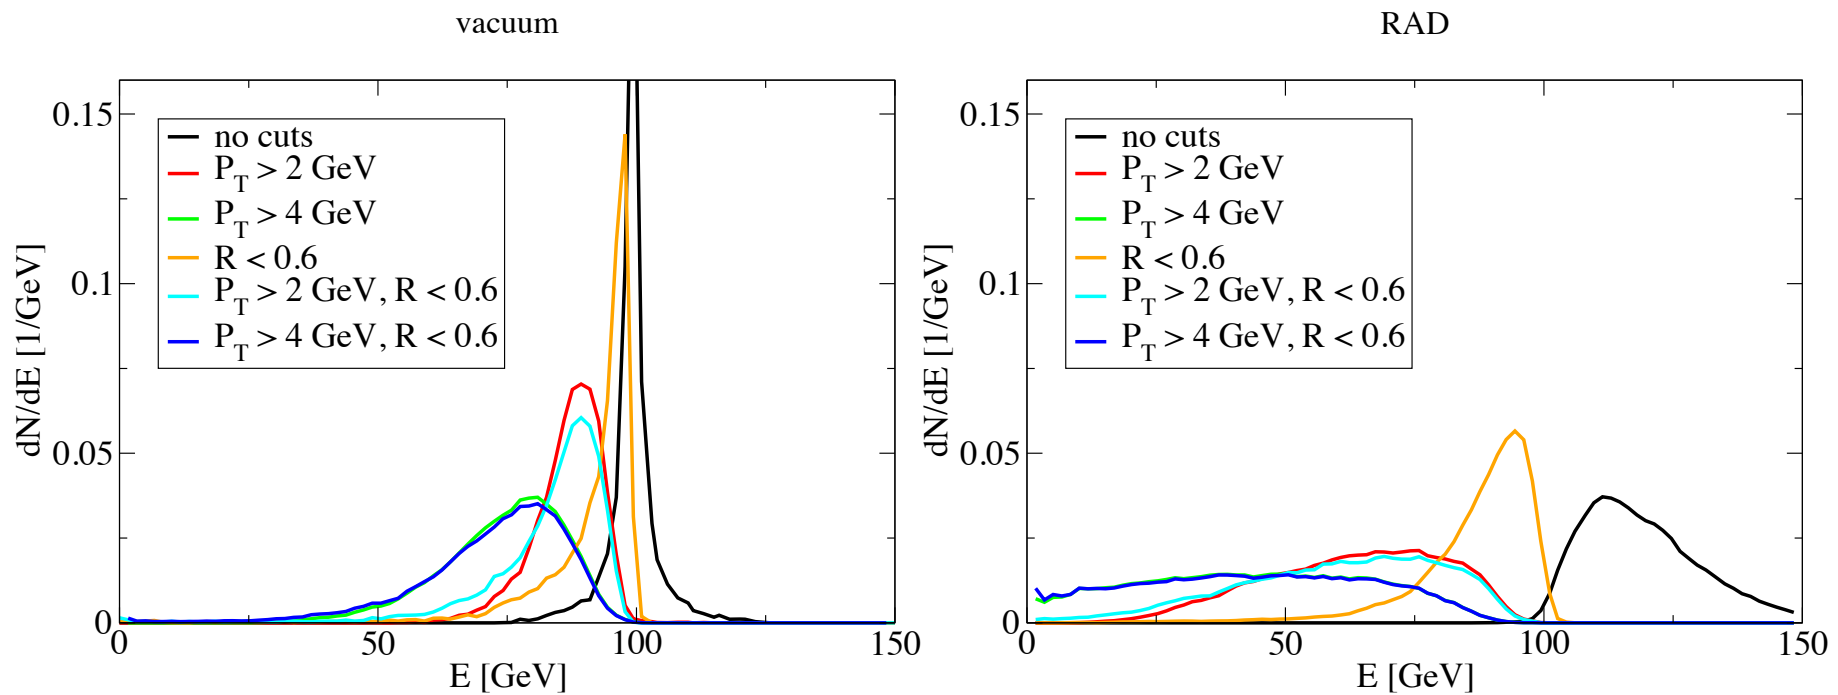 vacuum
dN/dE [1/GeV]
0.15
0.1
0.05
0
no cuts
P_T > 2 GeV
P_T > 4 GeV
R < 0.6
P_T > 2 GeV, R < 0.6
P_T > 4 GeV, R < 0.6
0 50 100 150
E [GeV]
RAD
dN/dE [1/GeV]
0.15
0.1
0.05
0
no cuts
P_T > 2 GeV
P_T > 4 GeV
R < 0.6
P_T > 2 GeV, R < 0.6
P_T > 4 GeV, R < 0.6
0 50 100 150
E [GeV]